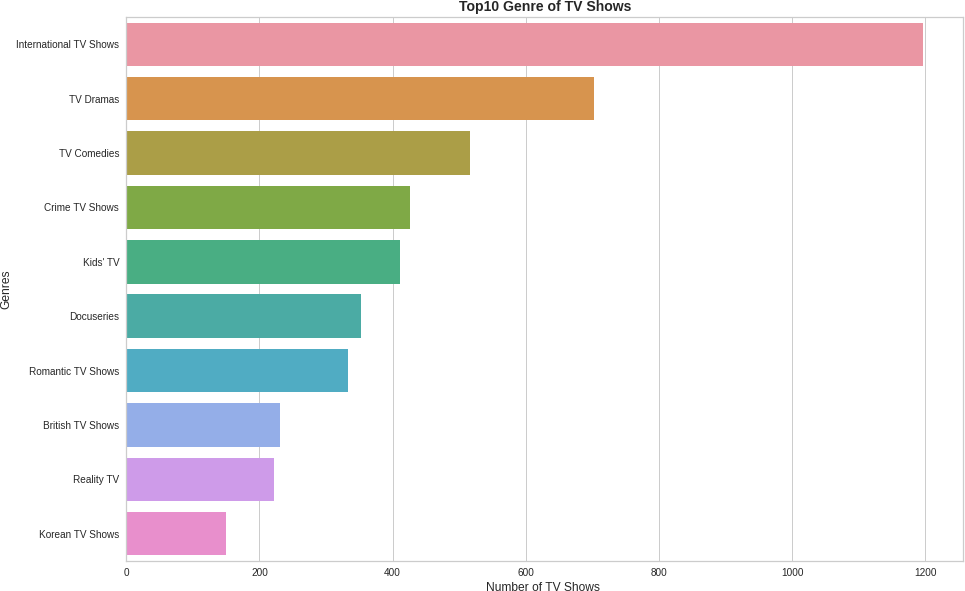 Top10 Genre of TV Shows
Genres
International TV Shows
TV Dramas
TV Comedies
Crime TV Shows
Kids' TV
Docuseries
Romantic TV Shows
British TV Shows
Reality TV
Korean TV Shows
0 200 400 600 800 1000 1200
Number of TV Shows